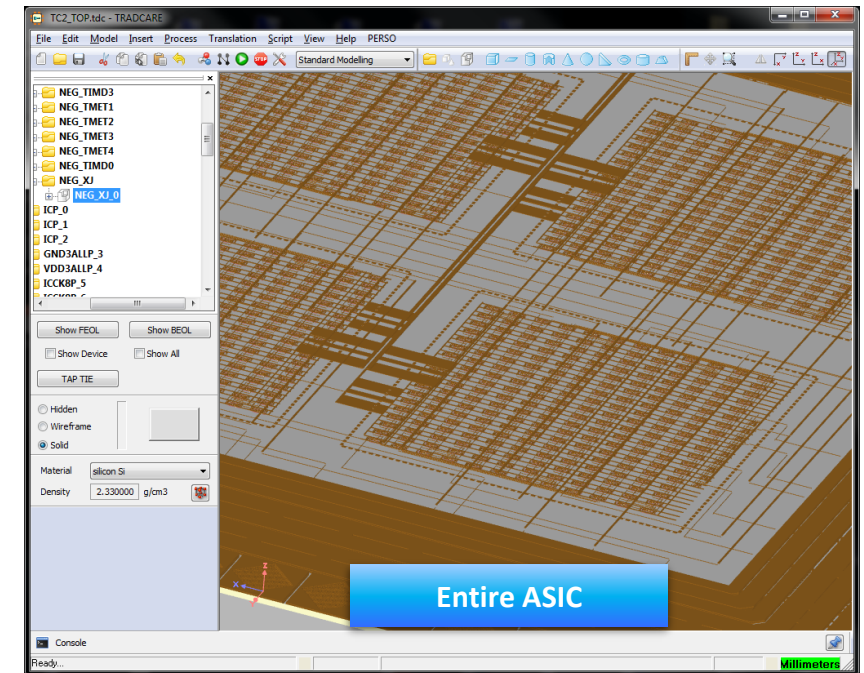 TC2_TOP.tdc - TRADCARE
File Edit Model Insert Process Translation Script View Help PERSO
STOP Standard Modelling
NEG_TIMD3
NEG_TMET1
NEG_TMET2
NEG_TMET3
NEG_TMET4
NEG_TIMD0
NEG_XJ
NEG_XJ_0
ICP_0
ICP_1
ICP_2
GND3ALLP_3
VDD3ALLP_4
ICCK8P_5
Show FEOL Show BEOL
Show Device Show All
TAP TIE
Hidden
Wireframe
Solid
Material silicon Si
Density 2.330000 g/cm3
z
x
Entire ASIC
Console
Ready... Millimeters